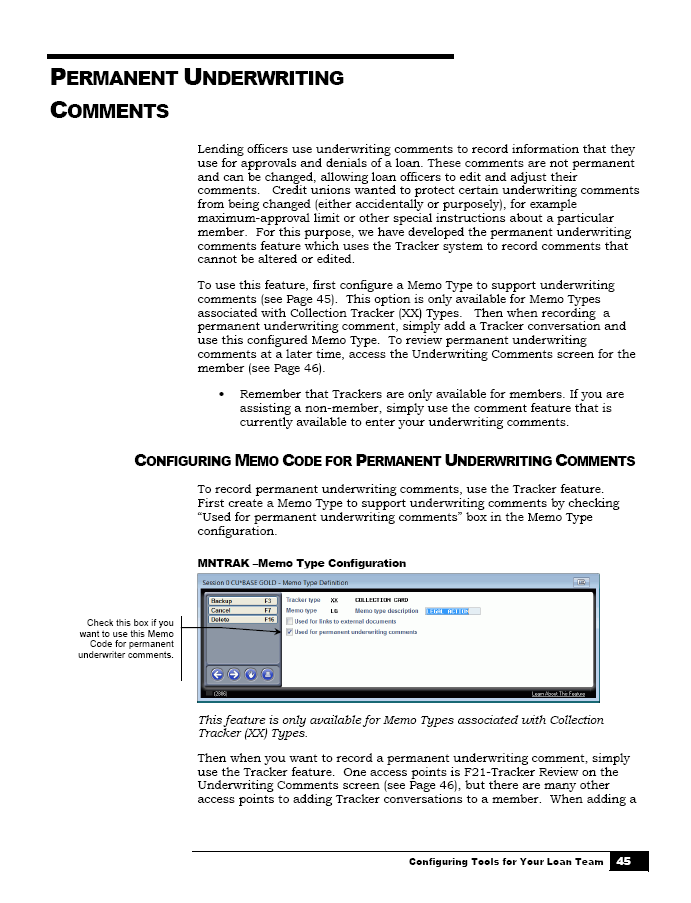 PERMANENT UNDERWRITING
COMMENTS
Lending officers use underwriting comments to record information that they
use for approvals and denials of a loan. These comments are not permanent
and can be changed, allowing loan officers to edit and adjust their
comments.   Credit unions wanted to protect certain underwriting comments
from being changed (either accidentally or purposely), for example
maximum-approval limit or other special instructions about a particular
member.  For this purpose, we have developed the permanent underwriting
comments feature which uses the Tracker system to record comments that
cannot be altered or edited.
To use this feature, first configure a Memo Type to support underwriting
comments (see Page 45).  This option is only available for Memo Types
associated with Collection Tracker (XX) Types.   Then when recording  a
permanent underwriting comment, simply add a Tracker conversation and
use this configured Memo Type.  To review permanent underwriting
comments at a later time, access the Underwriting Comments screen for the
member (see Page 46).
• Remember that Trackers are only available for members. If you are
assisting a non-member, simply use the comment feature that is
currently available to enter your underwriting comments.
CONFIGURING MEMO CODE FOR PERMANENT UNDERWRITING COMMENTS
To record permanent underwriting comments, use the Tracker feature.
First create a Memo Type to support underwriting comments by checking
“Used for permanent underwriting comments” box in the Memo Type
configuration.
MNTRAK –Memo Type Configuration
Session 0 CU*BASE GOLD - Memo Type Definition
Backup F3
Cancel F7
Delete F16
Tracker type XX COLLECTION CARD
Memo type LG Memo type description LEGAL ACTION
Used for links to external documents
Used for permanent underwriting comments
(2806)
Learn About This Feature
Check this box if you
want to use this Memo
Code for permanent
underwriter comments.
This feature is only available for Memo Types associated with Collection
Tracker (XX) Types.
Then when you want to record a permanent underwriting comment, simply
use the Tracker feature.  One access points is F21-Tracker Review on the
Underwriting Comments screen (see Page 46), but there are many other
access points to adding Tracker conversations to a member.  When adding a
Configuring Tools for Your Loan Team 45